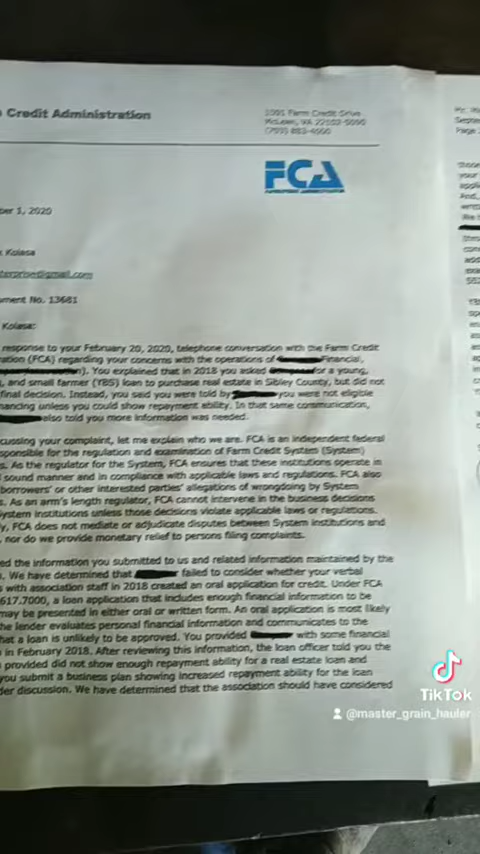 Credit Administration
1501 Farm Credit Drive
McLean, VA 22102-5090
(703) 883-4000
FCA
ber 1, 2020
Kolasa
terprise@gmail.com
ment No. 13681
Kolasa:
response to your February 20, 2020, telephone conversation with the Farm Credit
ration (FCA) regarding your concerns with the operations of Financial,
). You explained that in 2018 you asked for a young,
, and small farmer (YBS) loan to purchase real estate in Sibley County, but did not
final decision. Instead, you said you were told by you were not eligible
nancing unless you could show repayment ability. In that same communication,
also told you more information was needed.
cussing your complaint, let me explain who we are. FCA is an independent federal
sponsible for the regulation and examination of Farm Credit System (System)
s. As the regulator for the System, FCA ensures that these institutions operate in
sound manner and in compliance with applicable laws and regulations. FCA also
borrowers' or other interested parties' allegations of wrongdoing by System
. As an arm's length regulator, FCA cannot intervene in the business decisions
ystem institutions unless those decisions violate applicable laws or regulations.
y, FCA does not mediate or adjudicate disputes between System institutions and
, nor do we provide monetary relief to persons filing complaints.
ed the information you submitted to us and related information maintained by the
. We have determined that failed to consider whether your verbal
s with association staff in 2018 created an oral application for credit. Under FCA
617.7000, a loan application that includes enough financial information to be
may be presented in either oral or written form. An oral application is most likely
he lender evaluates personal financial information and communicates to the
hat a loan is unlikely to be approved. You provided with some financial
in February 2018. After reviewing this information, the loan officer told you the
provided did not show enough repayment ability for a real estate loan and
you submit a business plan showing increased repayment ability for the loan
der discussion. We have determined that the association should have considered
Page
your
And,
TikTok
@master_grain_hauler